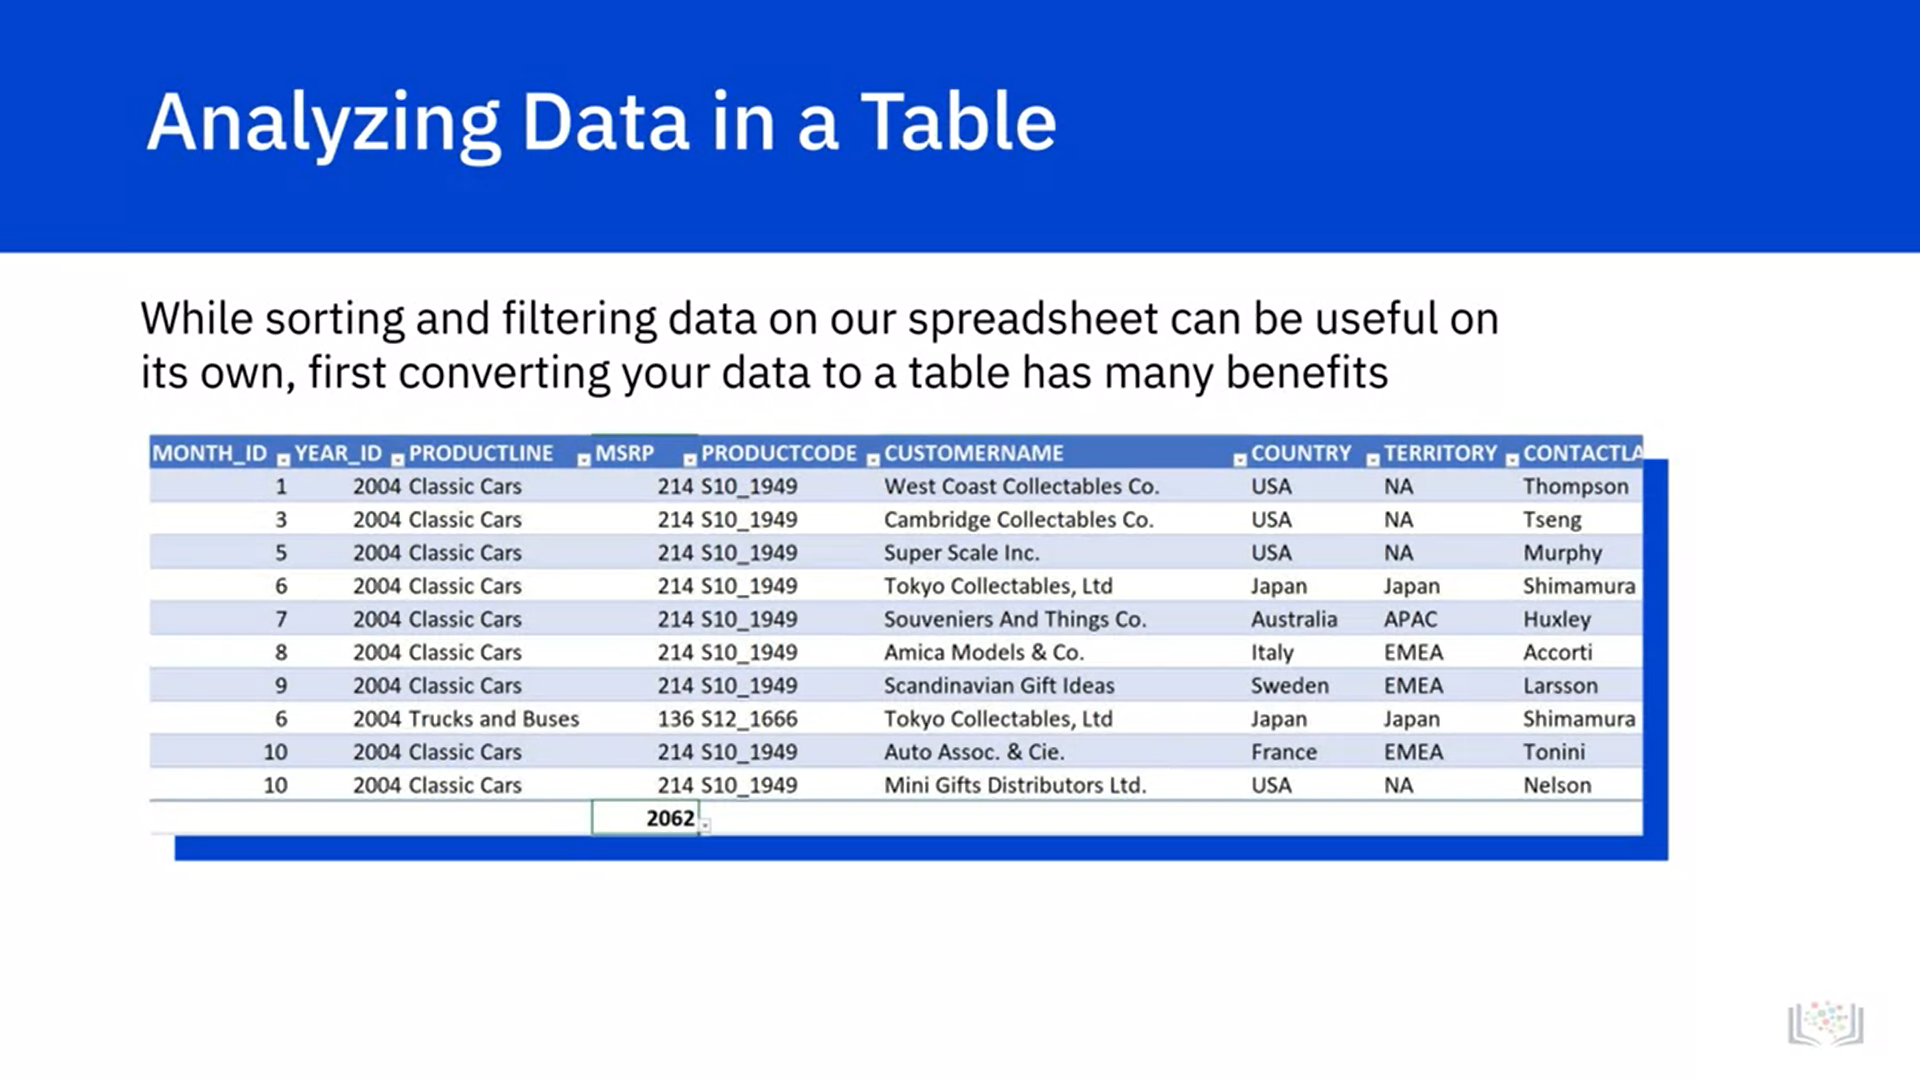 Analyzing Data in a Table
While sorting and filtering data on our spreadsheet can be useful on
its own, first converting your data to a table has many benefits
MONTH_ID YEAR_ID PRODUCTLINE MSRP PRODUCTCODE CUSTOMERNAME COUNTRY TERRITORY CONTACTLA
1 2004 Classic Cars 214 S10_1949 West Coast Collectables Co. USA NA Thompson
3 2004 Classic Cars 214 S10_1949 Cambridge Collectables Co. USA NA Tseng
5 2004 Classic Cars 214 S10_1949 Super Scale Inc. USA NA Murphy
6 2004 Classic Cars 214 S10_1949 Tokyo Collectables, Ltd Japan Japan Shimamura
7 2004 Classic Cars 214 S10_1949 Souveniers And Things Co. Australia APAC Huxley
8 2004 Classic Cars 214 S10_1949 Amica Models & Co. Italy EMEA Accorti
9 2004 Classic Cars 214 S10_1949 Scandinavian Gift Ideas Sweden EMEA Larsson
6 2004 Trucks and Buses 136 S12_1666 Tokyo Collectables, Ltd Japan Japan Shimamura
10 2004 Classic Cars 214 S10_1949 Auto Assoc. & Cie. France EMEA Tonini
10 2004 Classic Cars 214 S10_1949 Mini Gifts Distributors Ltd. USA NA Nelson
2062